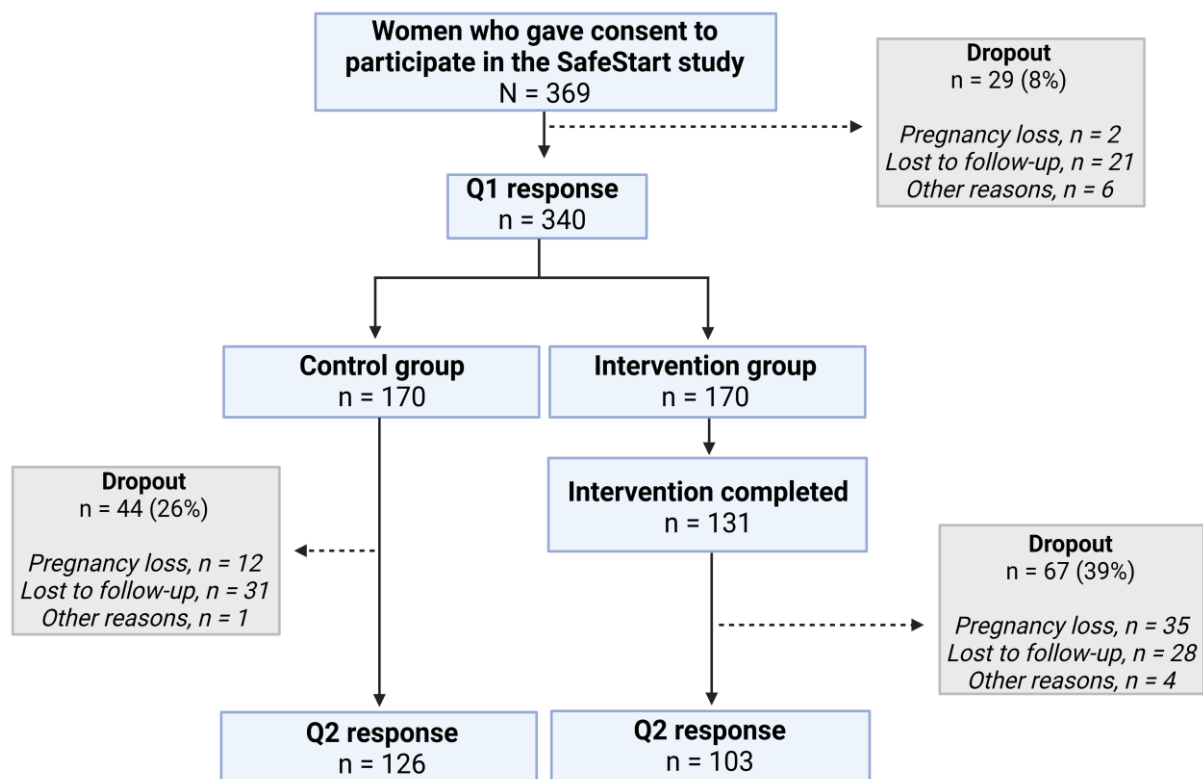 Women who gave consent to
participate in the SafeStart study
N = 369
Dropout
n = 29 (8%)
Pregnancy loss, n = 2
Lost to follow-up, n = 21
Other reasons, n = 6
Q1 response
n = 340
Control group
n = 170
Intervention group
n = 170
Dropout
n = 44 (26%)
Pregnancy loss, n = 12
Lost to follow-up, n = 31
Other reasons, n = 1
Intervention completed
n = 131
Dropout
n = 67 (39%)
Pregnancy loss, n = 35
Lost to follow-up, n = 28
Other reasons, n = 4
Q2 response
n = 126
Q2 response
n = 103